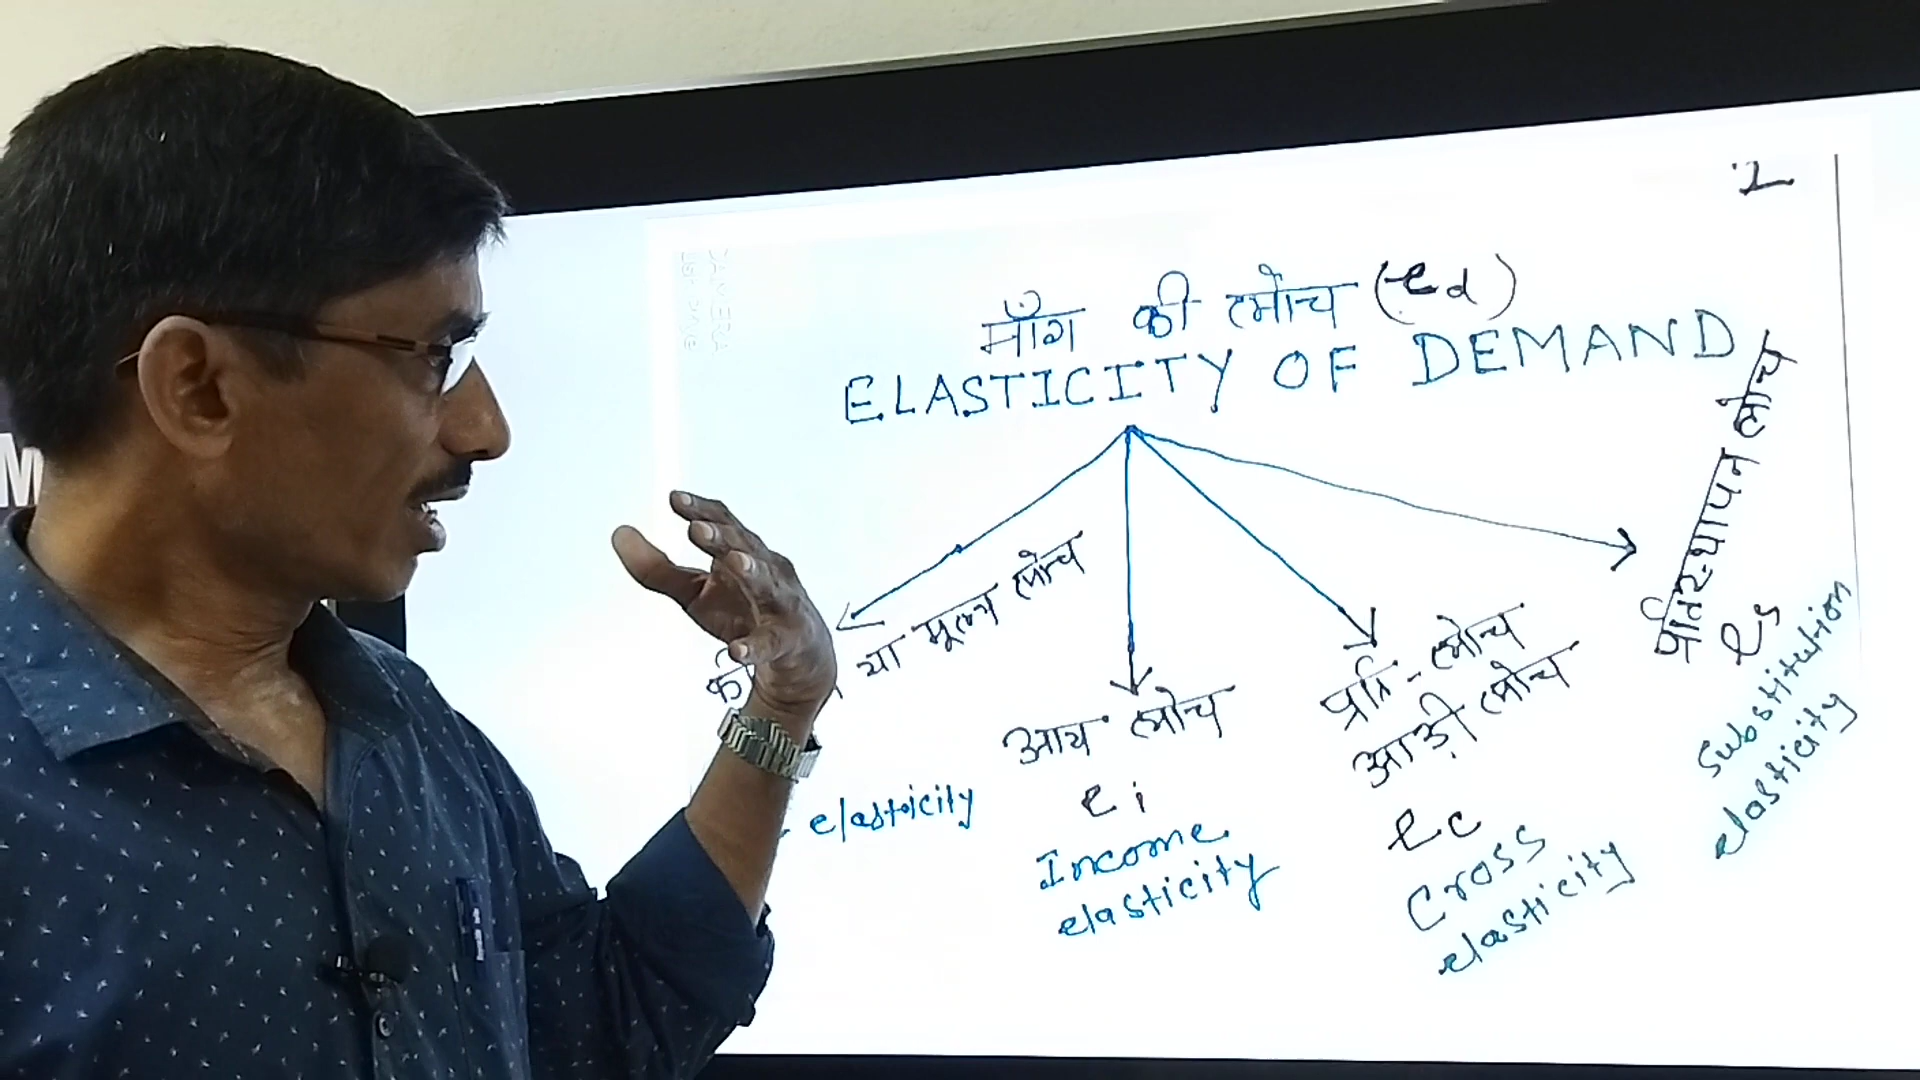 2
माँग की लोच (-ed)
ELASTICITY OF DEMAND
या मूल्य लोच
elasticity
आय लोच
ei
Income
elasticity
प्रति-लोच
आड़ी लोच
ec
Cross
elasticity
प्रतिस्थापन लोच
es
Substitution
elasticity
M